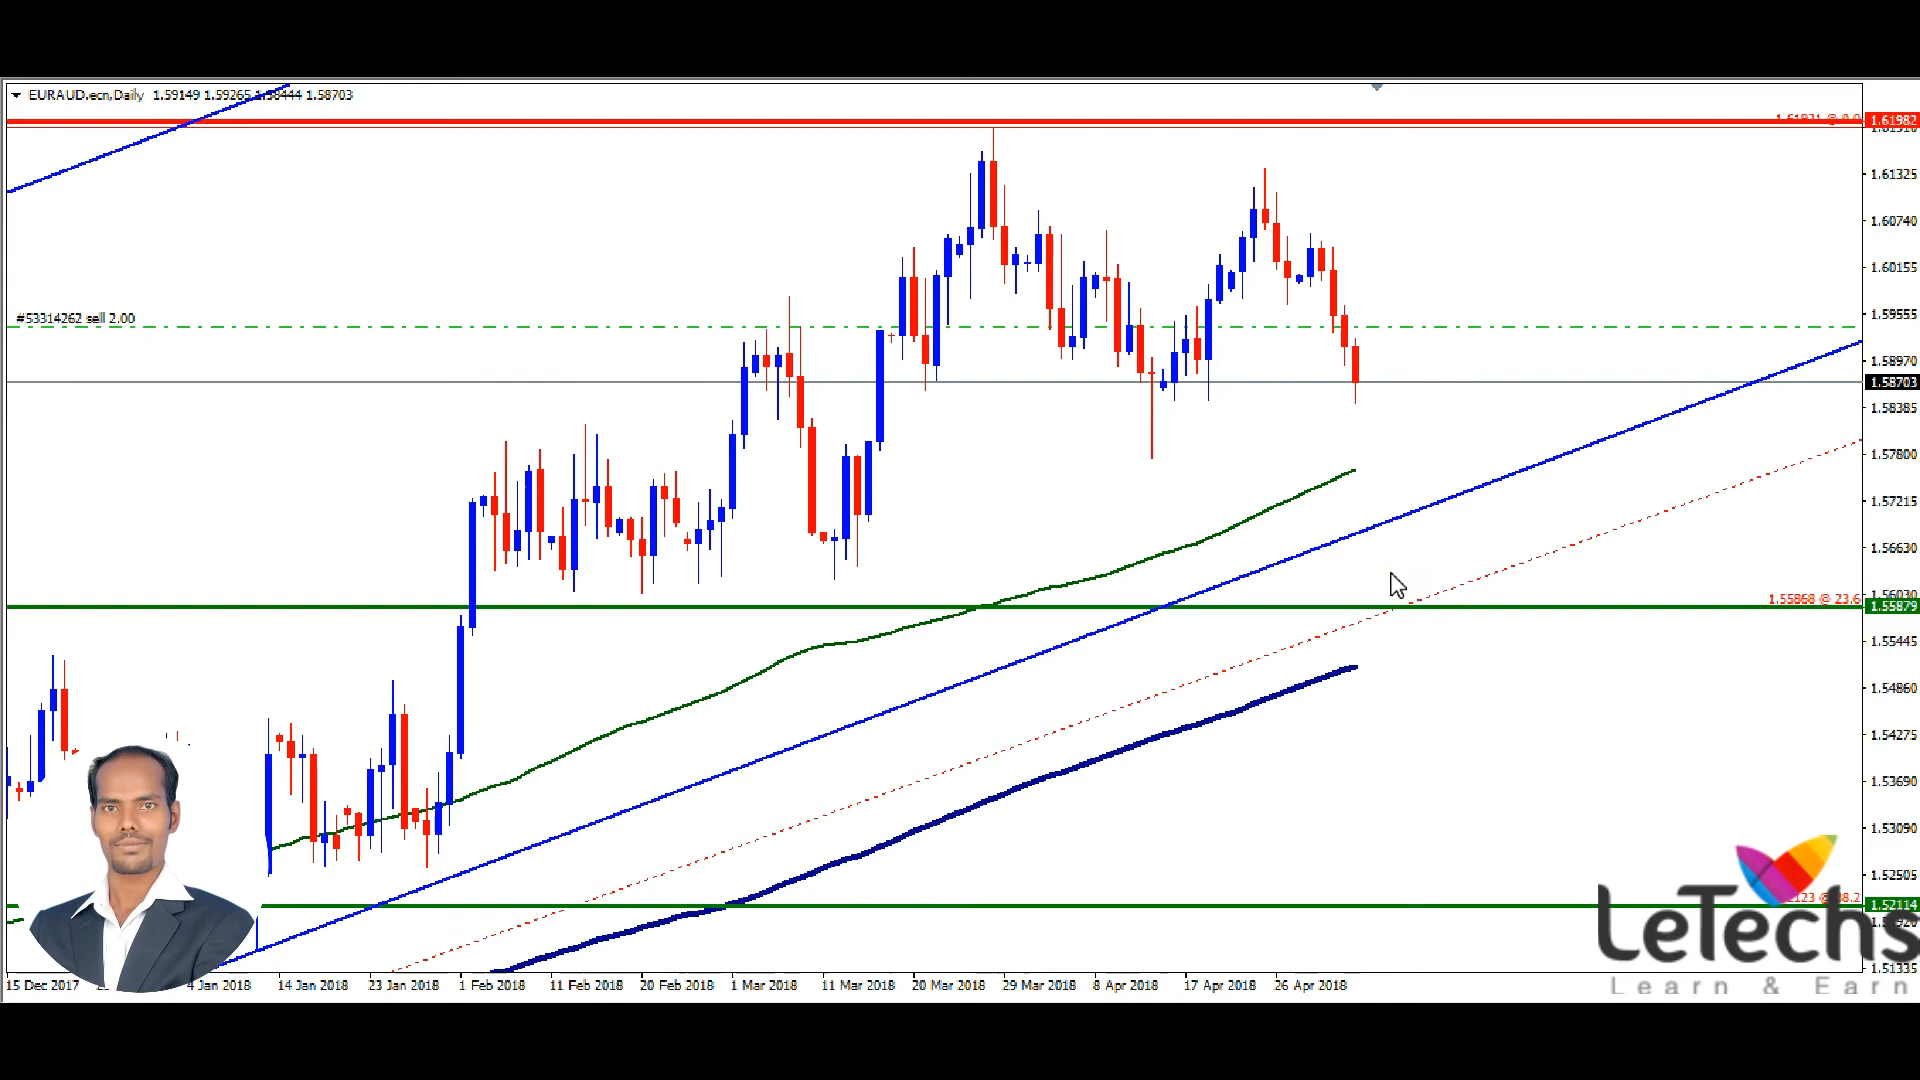 EURAUD.ecn,Daily 1.59149 1.59265 1.58444 1.58703
1.61982
1.61325
1.60740
1.60155
#53314262 sell 2.00
1.59555
1.58970
1.58703
1.58385
1.57800
1.57215
1.56630
1.56030
1.55868 @ 23.6
1.55879
1.55445
1.54860
1.54275
1.53690
1.53090
1.52505
1.52114
LeTechs
1.51335
Learn & Earn
15 Dec 2017
4 Jan 2018
14 Jan 2018
23 Jan 2018
1 Feb 2018
11 Feb 2018
20 Feb 2018
1 Mar 2018
11 Mar 2018
20 Mar 2018
29 Mar 2018
8 Apr 2018
17 Apr 2018
26 Apr 2018